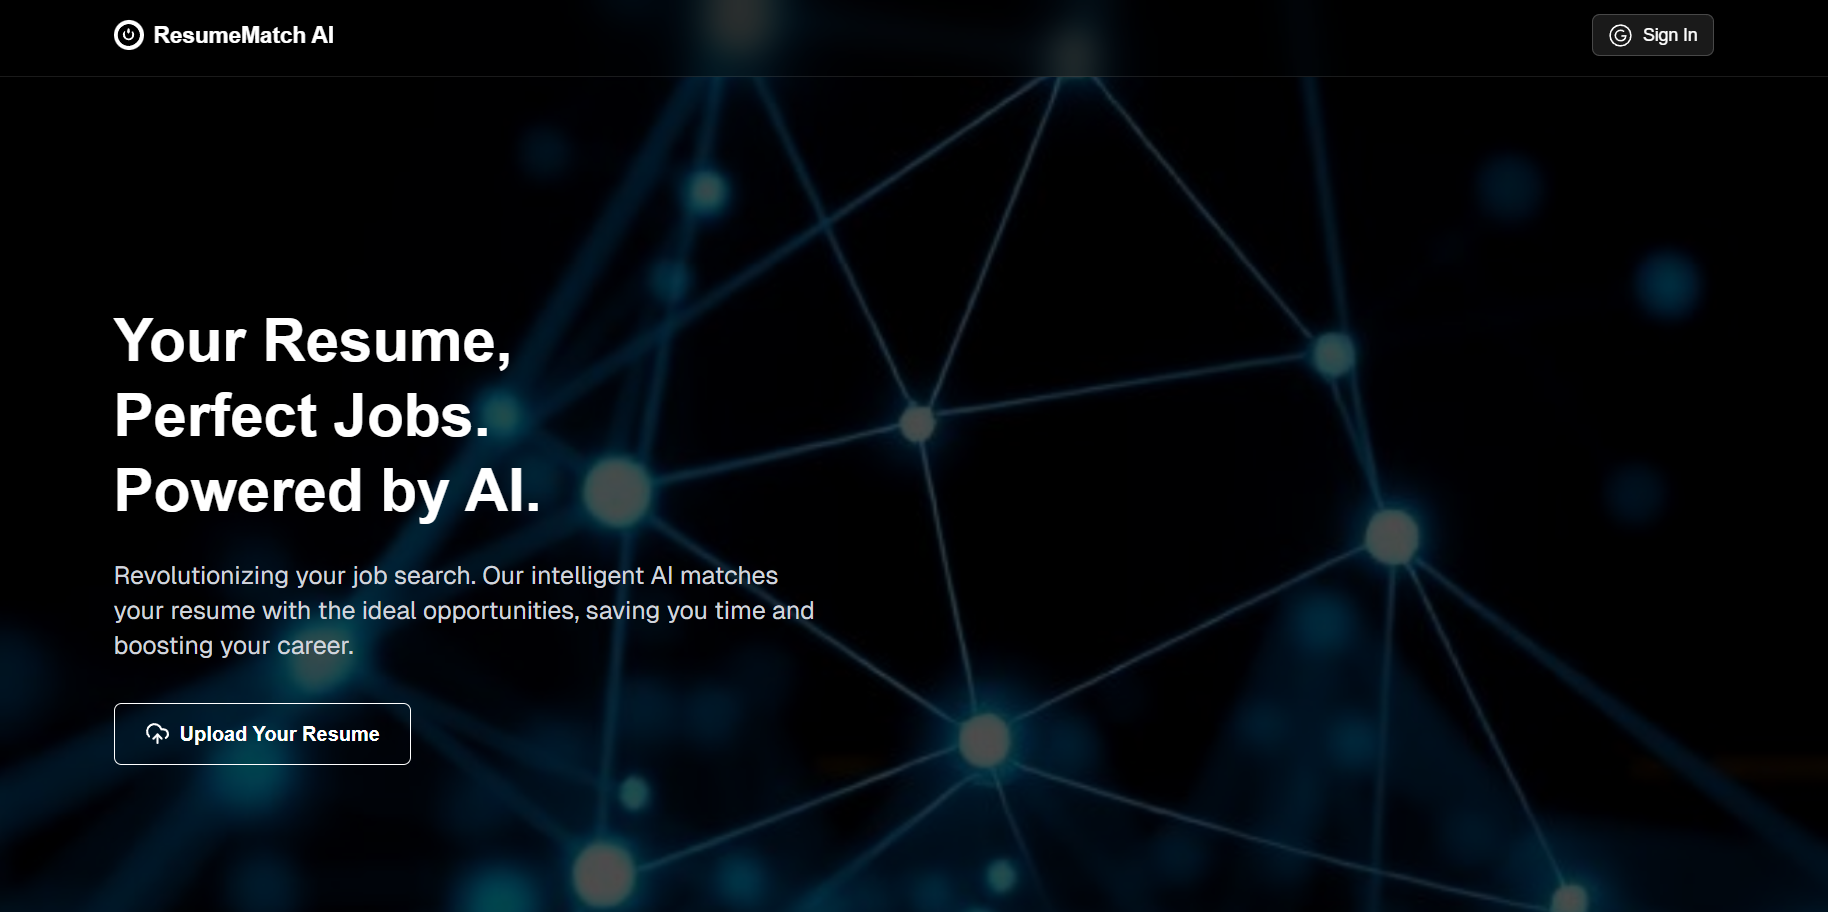 ResumeMatch AI
Sign In
Your Resume,
Perfect Jobs.
Powered by AI.
Revolutionizing your job search. Our intelligent AI matches
your resume with the ideal opportunities, saving you time and
boosting your career.
Upload Your Resume